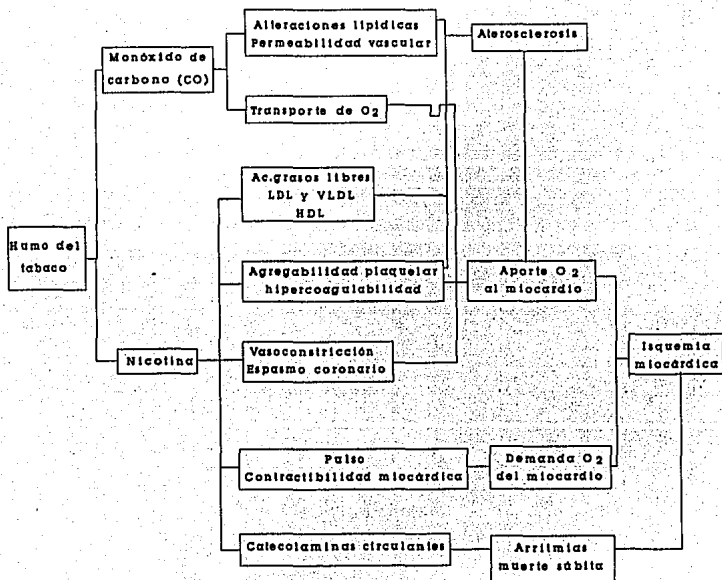 Alteraciones lipídicas
Permeabilidad vascular
Aterosclerosis
Monóxido de
carbono (CO)
Transporte de O2
Ac.grasos libres
LDL y VLDL
HDL
Humo del
tabaco
Agregabilidad plaquetar
hipercoagulabilidad
Aporte O2
al miocardio
Nicotina
Vasoconstricción
Espasmo coronario
Isquemia
miocárdica
Pulso
Contractibilidad miocárdica
Demanda O2
del miocardio
Catecolaminas circulantes
Arritmias
muerte súbita